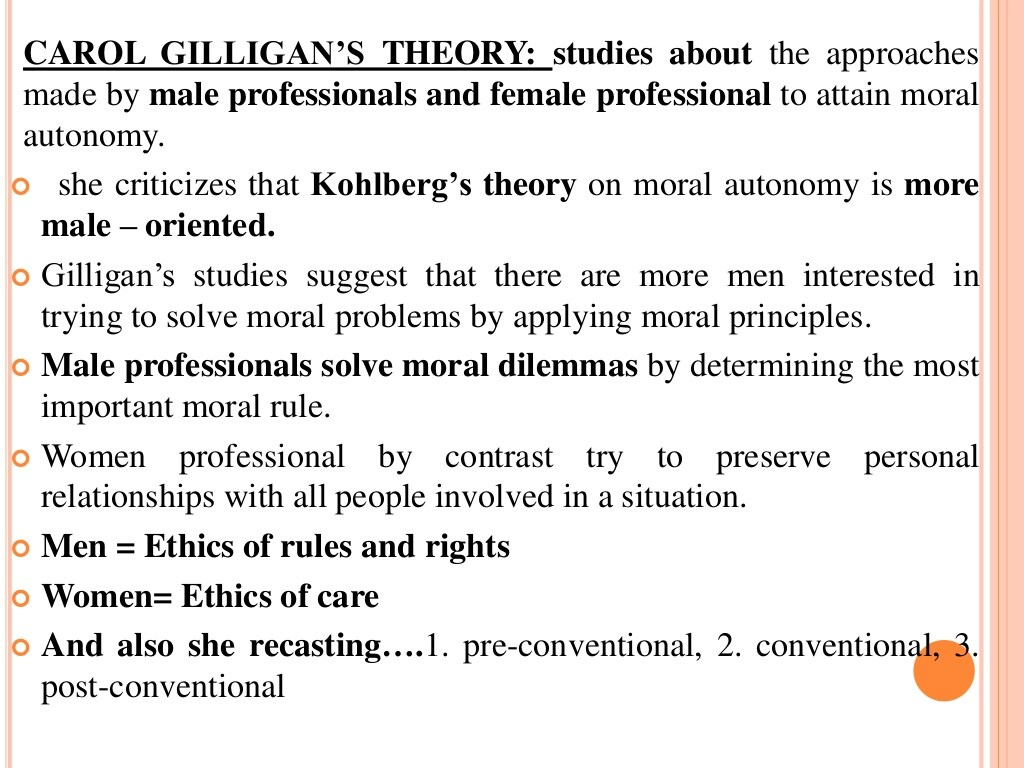 CAROL GILLIGAN’S THEORY: studies about the approaches
made by male professionals and female professional to attain moral
autonomy.
she criticizes that Kohlberg’s theory on moral autonomy is more
male – oriented.
Gilligan’s studies suggest that there are more men interested in
trying to solve moral problems by applying moral principles.
Male professionals solve moral dilemmas by determining the most
important moral rule.
Women professional by contrast try to preserve personal
relationships with all people involved in a situation.
Men = Ethics of rules and rights
Women= Ethics of care
And also she recasting….1. pre-conventional, 2. conventional, 3.
post-conventional